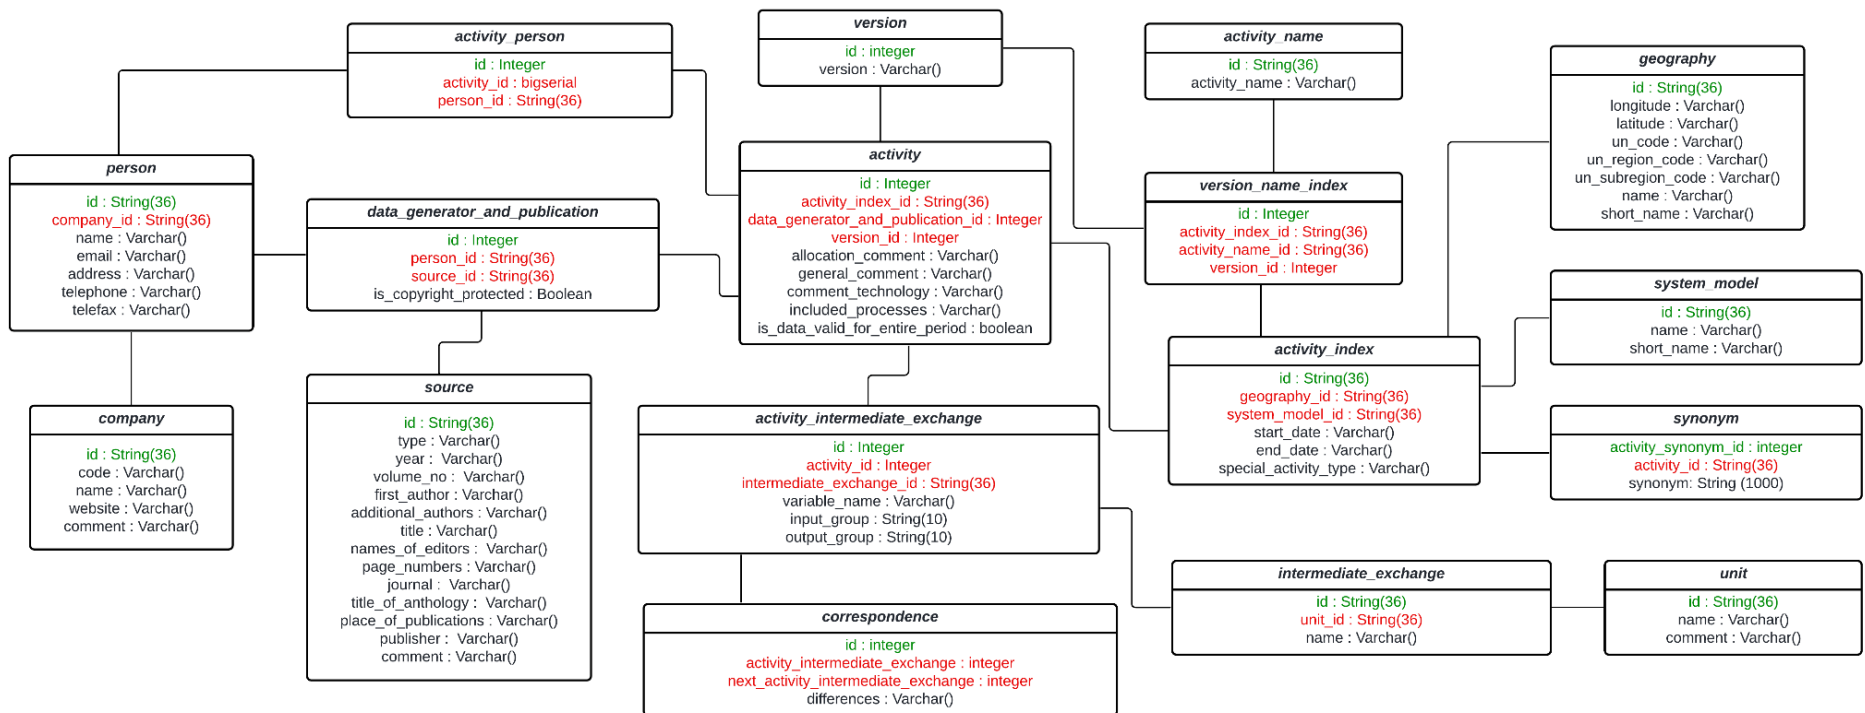 activity_person
id : Integer
activity_id : bigserial
person_id : String(36)
version
id : integer
version : Varchar()
activity_name
id : String(36)
activity_name : Varchar()
geography
id : String(36)
longitude : Varchar()
latitude : Varchar()
un_code : Varchar()
un_region_code : Varchar()
un_subregion_code : Varchar()
name : Varchar()
short_name : Varchar()
person
id : String(36)
company_id : String(36)
name : Varchar()
email : Varchar()
address : Varchar()
telephone : Varchar()
telefax : Varchar()
data_generator_and_publication
id : Integer
person_id : String(36)
source_id : String(36)
is_copyright_protected : Boolean
activity
id : Integer
activity_index_id : String(36)
data_generator_and_publication_id : Integer
version_id : Integer
allocation_comment : Varchar()
general_comment : Varchar()
comment_technology : Varchar()
included_processes : Varchar()
is_data_valid_for_entire_period : boolean
version_name_index
id : Integer
activity_index_id : String(36)
activity_name_id : String(36)
version_id : Integer
system_model
id : String(36)
name : Varchar()
short_name : Varchar()
activity_index
id : String(36)
geography_id : String(36)
system_model_id : String(36)
start_date : Varchar()
end_date : Varchar()
special_activity_type : Varchar()
company
id : String(36)
code : Varchar()
name : Varchar()
website : Varchar()
comment : Varchar()
source
id : String(36)
type : Varchar()
year :  Varchar()
volume_no :  Varchar()
first_author : Varchar()
additional_authors : Varchar()
title : Varchar()
names_of_editors :  Varchar()
page_numbers : Varchar()
journal :  Varchar()
title_of_anthology :  Varchar()
place_of_publications : Varchar()
publisher :  Varchar()
comment : Varchar()
activity_intermediate_exchange
id : Integer
activity_id : Integer
intermediate_exchange_id : String(36)
variable_name : Varchar()
input_group : String(10)
output_group : String(10)
synonym
activity_synonym_id : integer
activity_id : String(36)
synonym: String (1000)
correspondence
id : integer
activity_intermediate_exchange : integer
next_activity_intermediate_exchange : integer
differences : Varchar()
intermediate_exchange
id : String(36)
unit_id : String(36)
name : Varchar()
unit
id : String(36)
name : Varchar()
comment : Varchar()